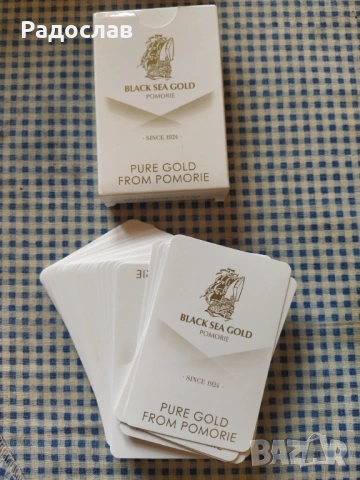 Радослав
BLACK SEA GOLD
POMORIE
- SINCE 1924 -
PURE GOLD
FROM POMORIE
BLACK SEA GOLD
POMORIE
- SINCE 1924 -
PURE GOLD
FROM POMORIE
BAZAR